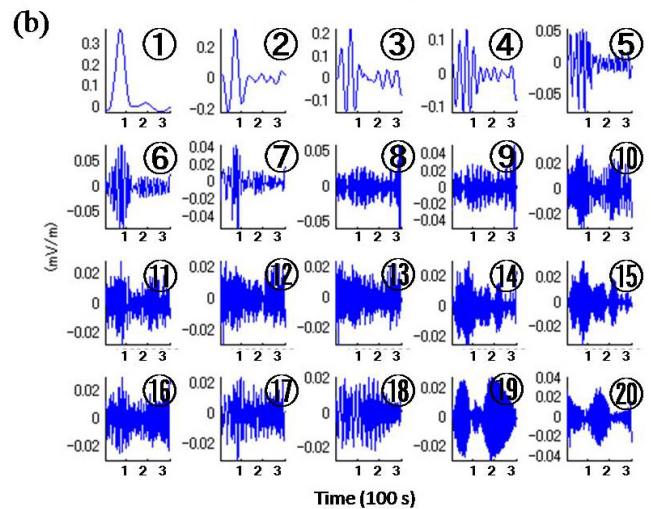 (b)
0.3 0.2 0.1 0 ① 1 2 3
0.2 0 -0.2 ② 1 2 3
0.1 0 -0.1 ③ 1 2 3
0.1 0 -0.1 ④ 1 2 3
0.05 0 -0.05 ⑤ 1 2 3
0.05 0 -0.05 ⑥ 1 2 3
0.04 0.02 0 -0.02 -0.04 ⑦ 1 2 3
0.05 0 0.05 ⑧ 1 2 3
0.04 0.02 0 -0.02 -0.04 ⑨ 1 2 3
0.02 0 -0.02 ⑩ 1 2 3
(mV/m)
0.02 0 -0.02 ⑪ 1 2 3
0.02 0 -0.02 ⑫ 1 2 3
0.02 0 -0.02 ⑬ 1 2 3
0.02 0 -0.02 ⑭ 1 2 3
0.02 0 -0.02 ⑮ 1 2 3
0.02 0 -0.02 ⑯ 1 2 3
0.02 0 -0.02 ⑰ 1 2 3
0.02 0 -0.02 ⑱ 1 2 3
0.02 0 -0.02 ⑲ 1 2 3
0.04 0.02 0 -0.02 0.04 ⑳ 1 2 3
Time (100 s)